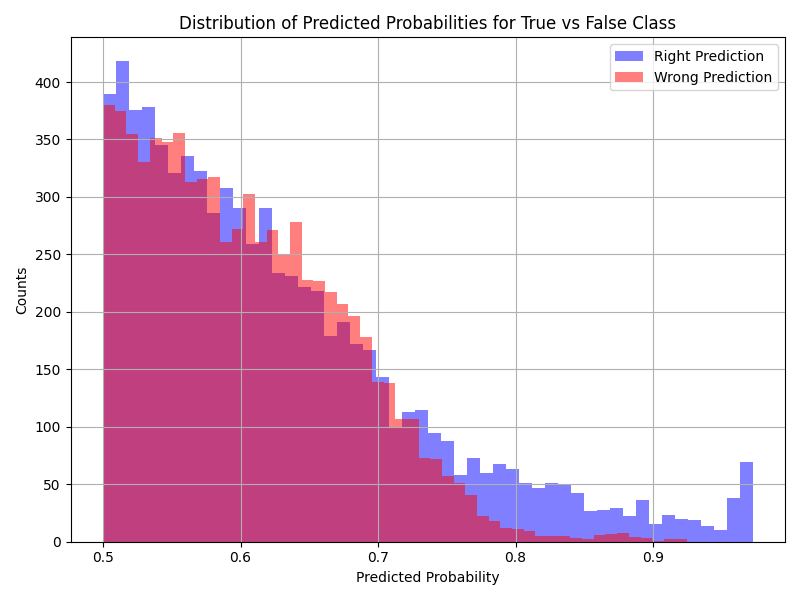 Distribution of Predicted Probabilities for True vs False Class
Right Prediction
Wrong Prediction
Counts
400
350
300
250
200
150
100
50
0
0.5 0.6 0.7 0.8 0.9
Predicted Probability